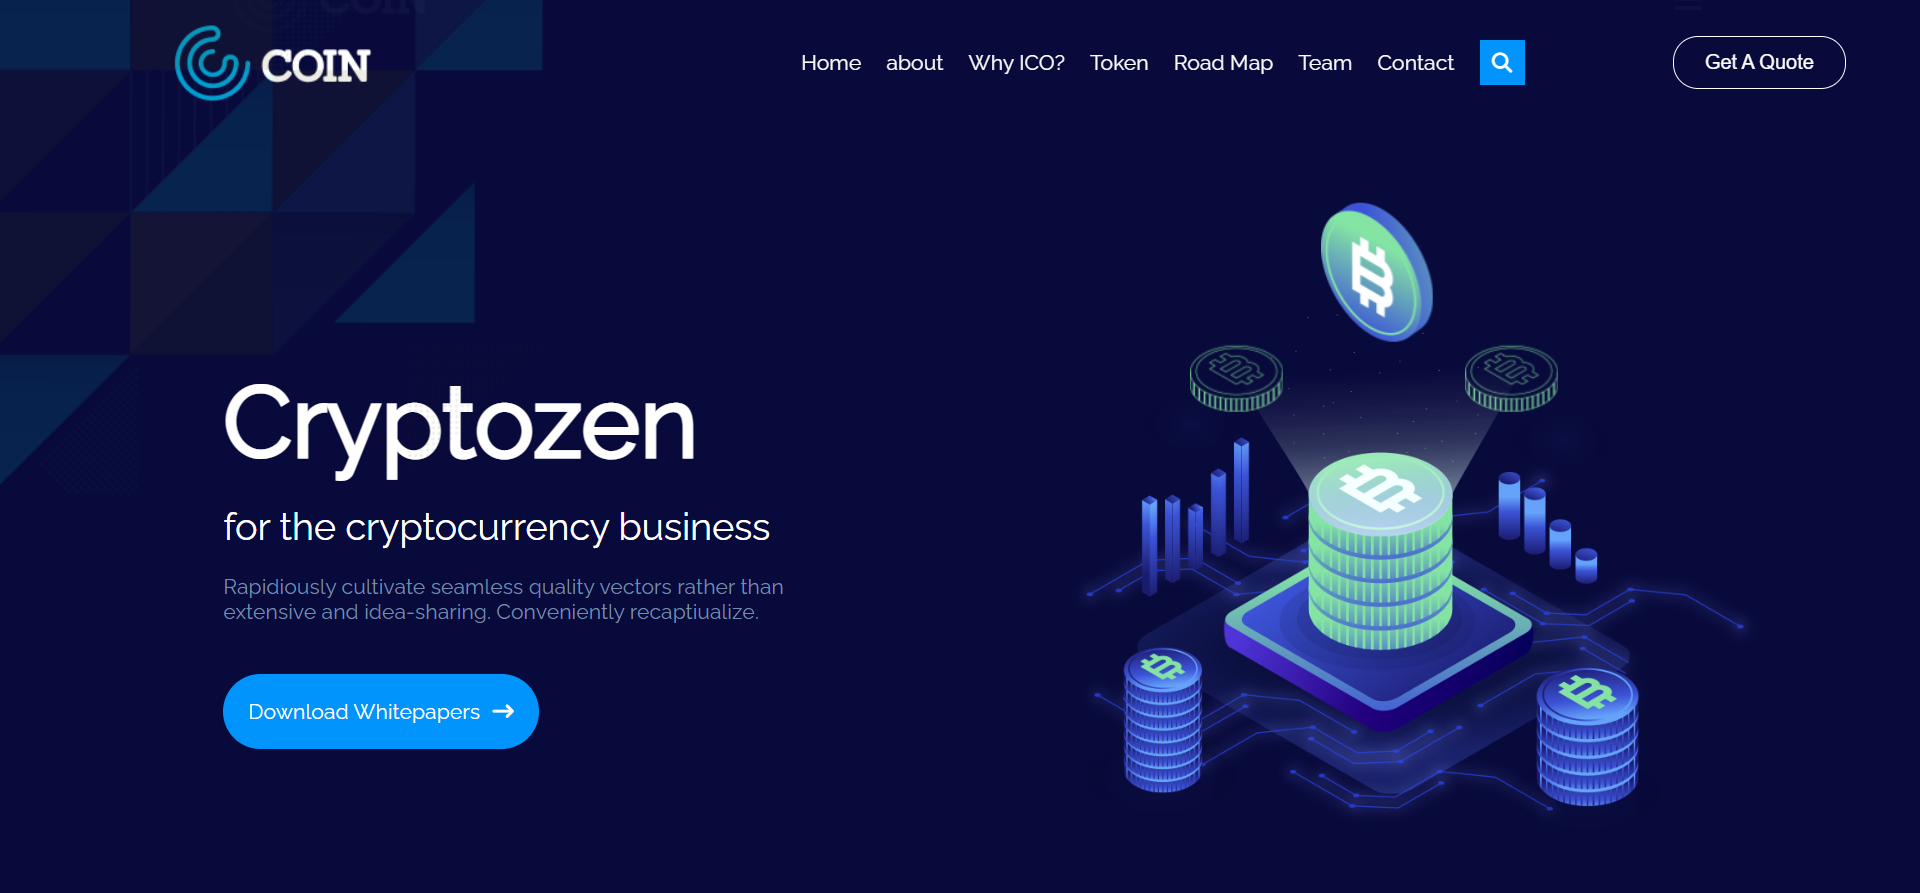 COIN
Home about Why ICO? Token Road Map Team Contact
Get A Quote
Cryptozen
for the cryptocurrency business
Rapidiously cultivate seamless quality vectors rather than
extensive and idea-sharing. Conveniently recaptiualize.
Download Whitepapers